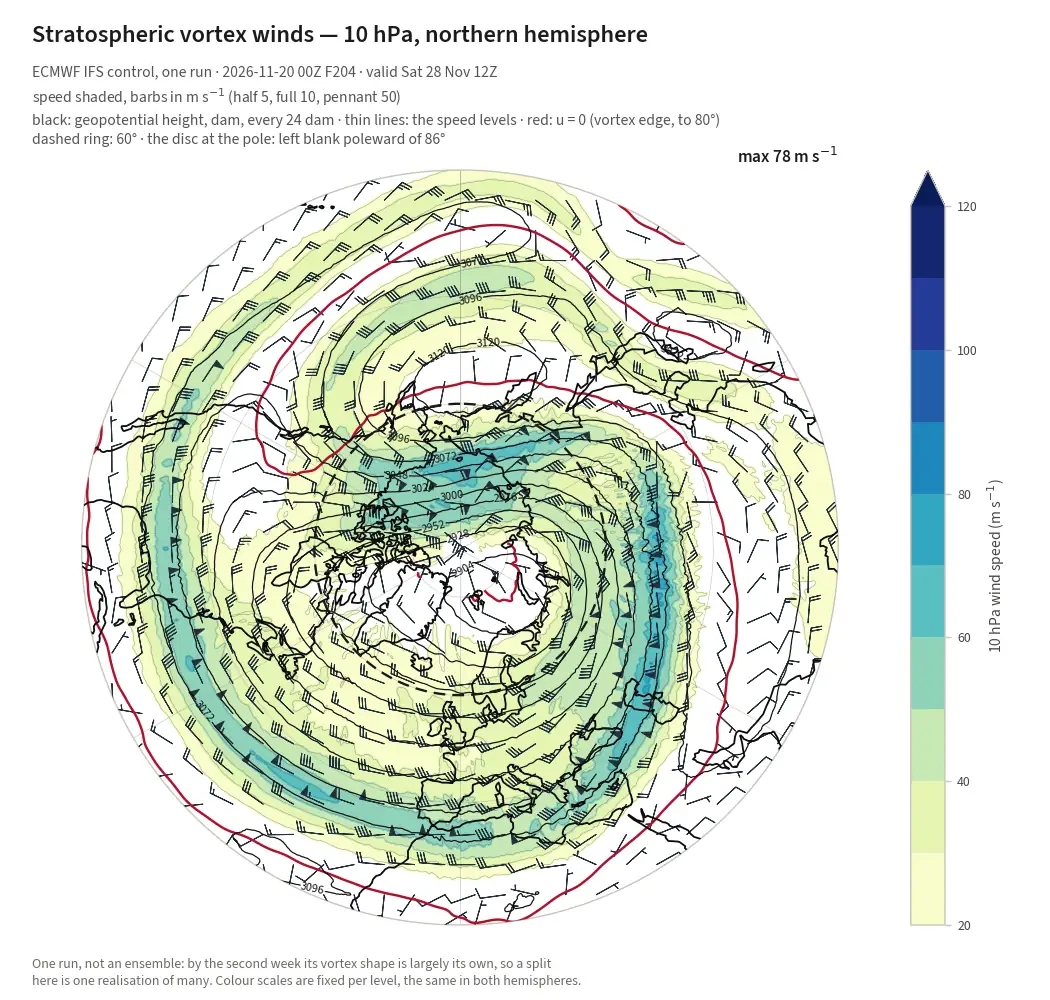 Stratospheric vortex winds — 10 hPa, northern hemisphere
ECMWF IFS control, one run · 2026-11-20 00Z F204 · valid Sat 28 Nov 12Z
speed shaded, barbs in m s⁻¹ (half 5, full 10, pennant 50)
black: geopotential height, dam, every 24 dam · thin lines: the speed levels · red: u = 0 (vortex edge, to 80°)
dashed ring: 60° · the disc at the pole: left blank poleward of 86°
max 78 m s⁻¹
120
100
80
60
40
20
10 hPa wind speed (m s⁻¹)
3096
3120
3120
3096
3072
3048
3000
2952
2928
2904
3072
3096
One run, not an ensemble: by the second week its vortex shape is largely its own, so a split
here is one realisation of many. Colour scales are fixed per level, the same in both hemispheres.